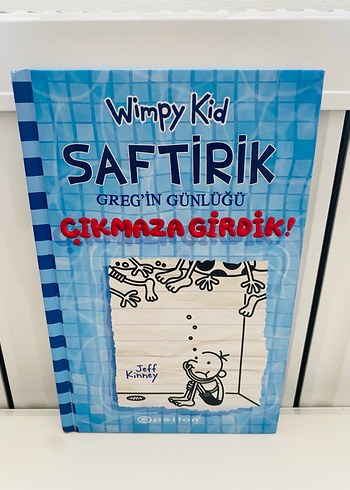 Wimpy Kid
SAFTİRİK
GREG'İN GÜNLÜĞÜ
ÇIKMAZA GİRDİK!
Jeff
Kinney
epsilon